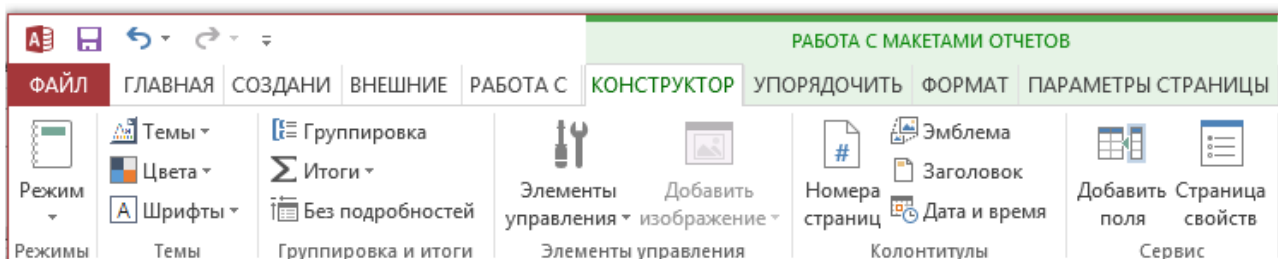 РАБОТА С МАКЕТАМИ ОТЧЕТОВ
ФАЙЛ ГЛАВНАЯ СОЗДАНИ ВНЕШНИЕ РАБОТА С КОНСТРУКТОР УПОРЯДОЧИТЬ ФОРМАТ ПАРАМЕТРЫ СТРАНИЦЫ
Режим
Темы
Цвета
А Шрифты
Группировка
Итоги
Без подробностей
Элементы
управления
Добавить
изображение
#
Номера
страниц
Эмблема
Заголовок
Дата и время
Добавить
поля
Страница
свойств
Режимы Темы Группировка и итоги Элементы управления Колонтитулы Сервис